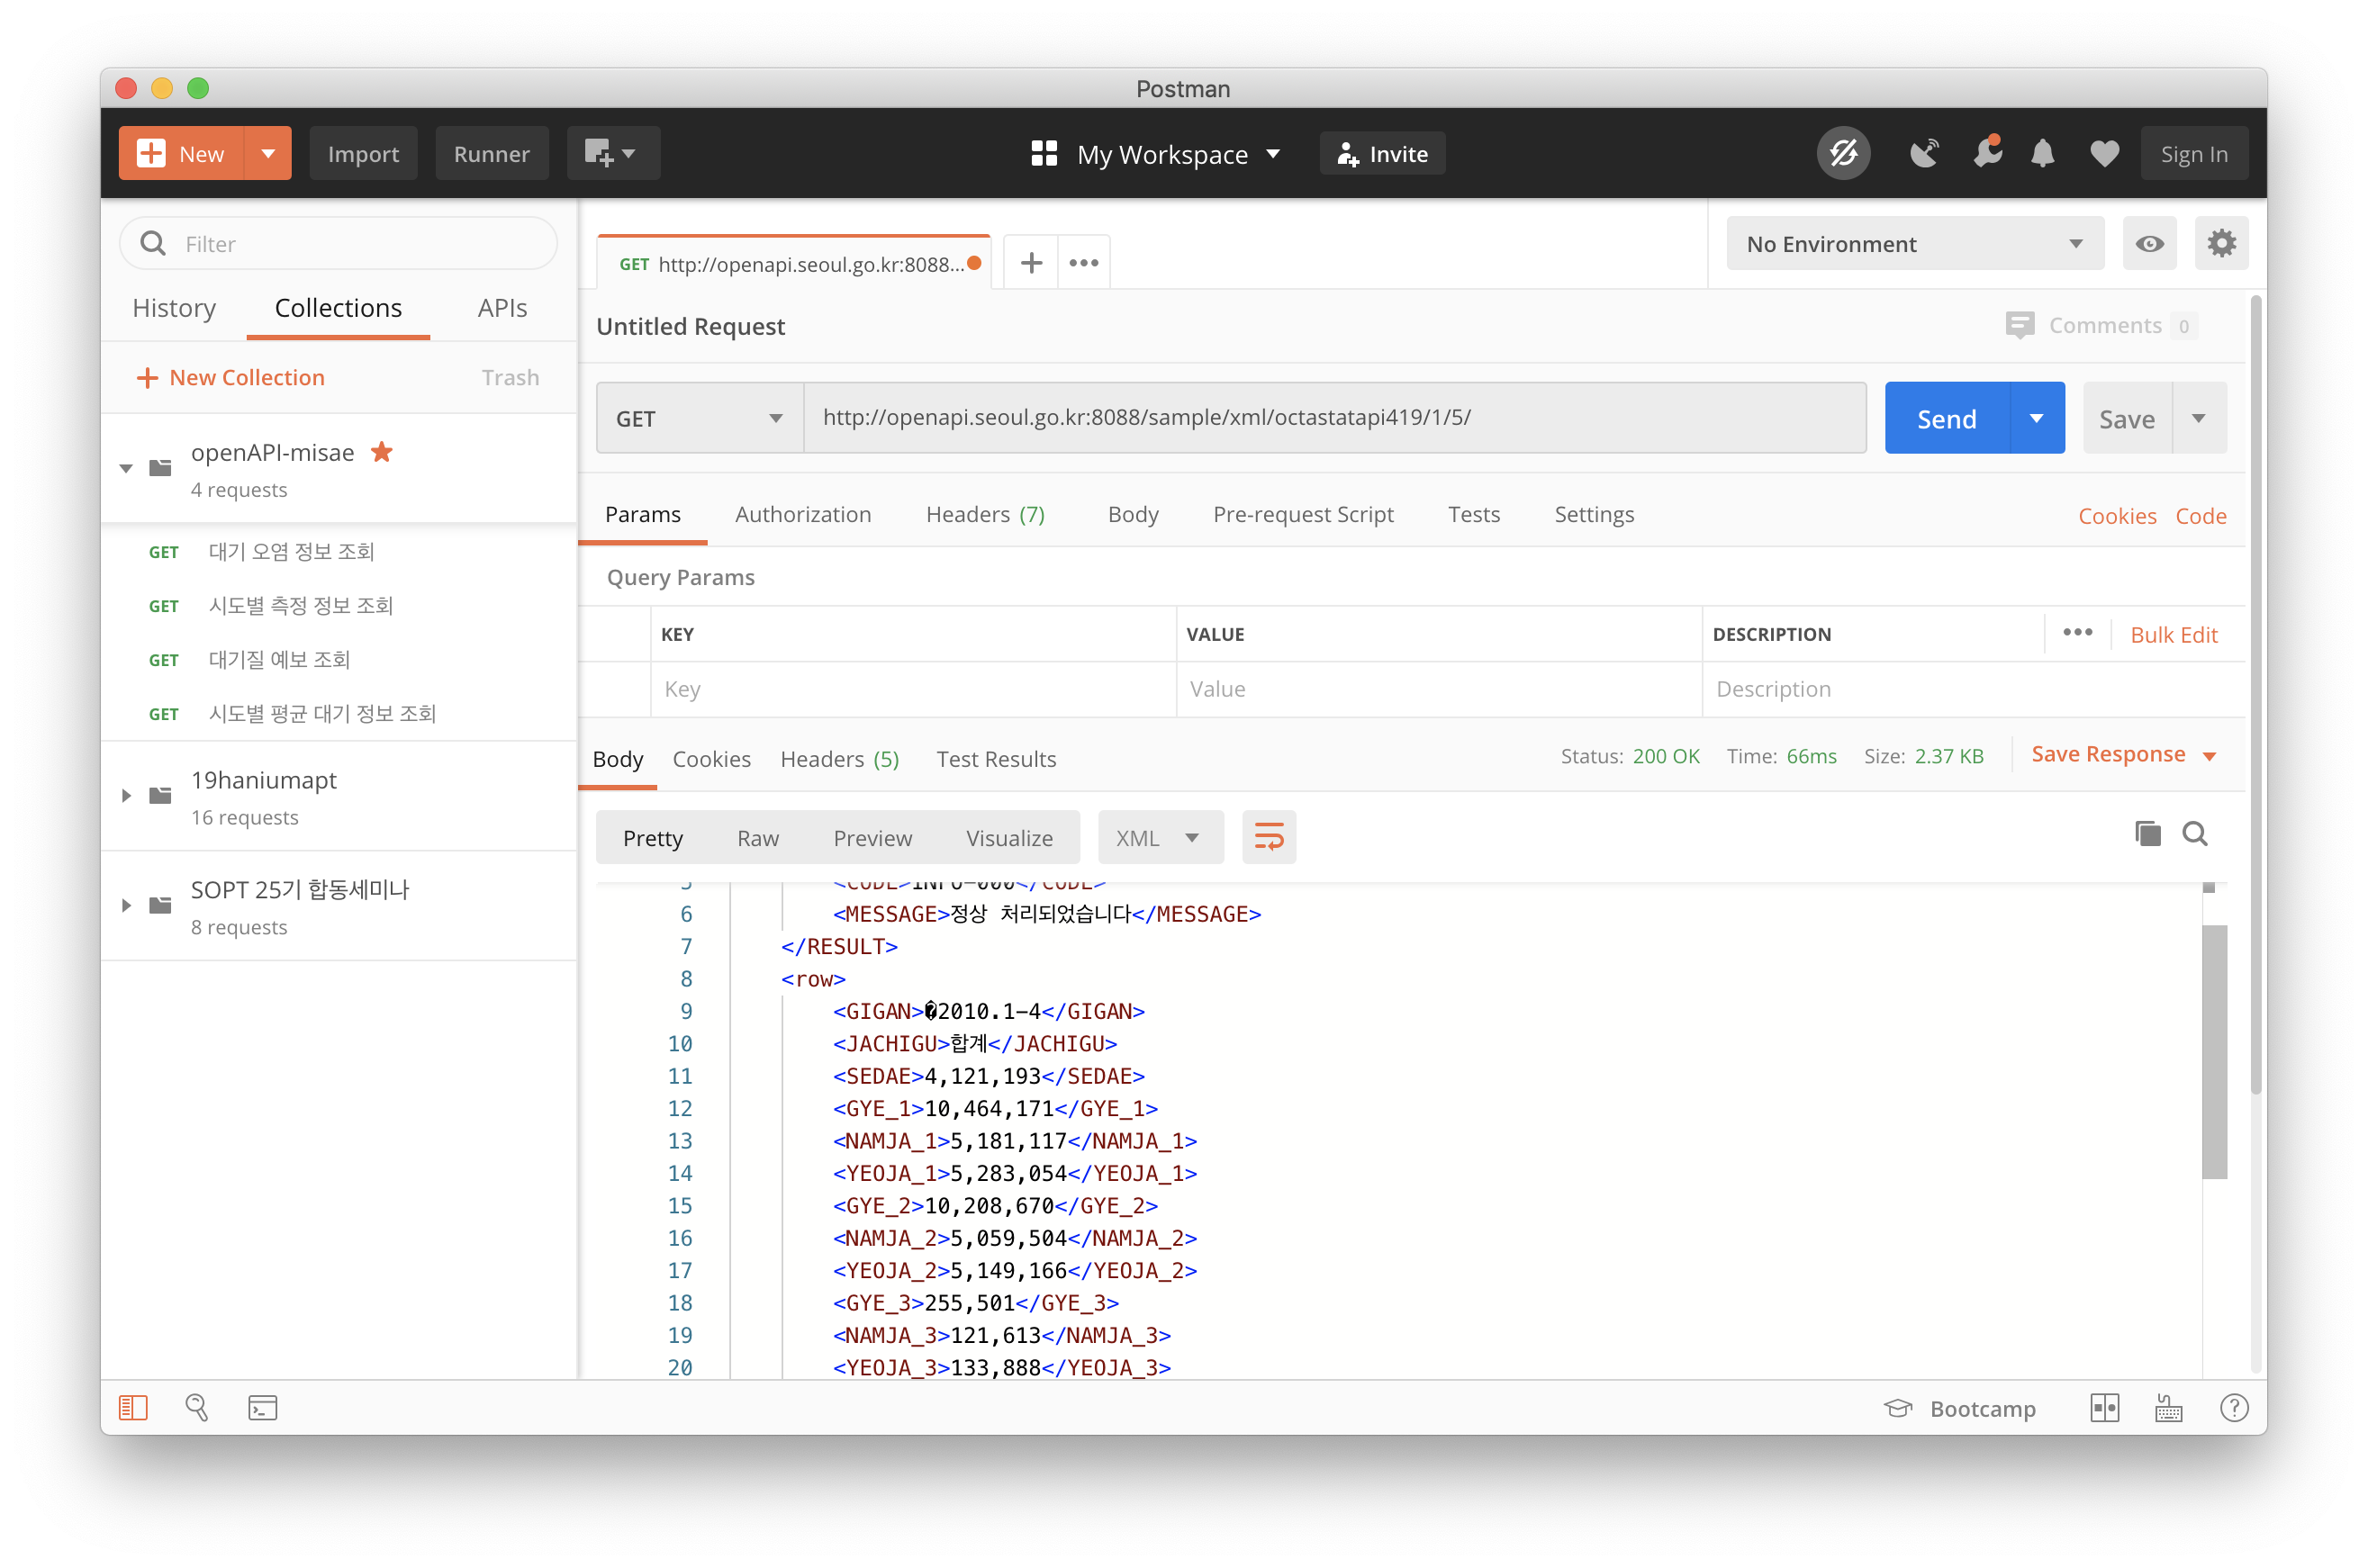 Postman
New
Import
Runner
My Workspace
Invite
Sign In
Filter
History
Collections
APIs
New Collection
Trash
openAPI-misae
4 requests
GET 대기 오염 정보 조회
GET 시도별 측정 정보 조회
GET 대기질 예보 조회
GET 시도별 평균 대기 정보 조회
19haniumapt
16 requests
SOPT 25기 합동세미나
8 requests
GET http://openapi.seoul.go.kr:8088...
No Environment
Untitled Request
Comments 0
GET
http://openapi.seoul.go.kr:8088/sample/xml/octastatapi419/1/5/
Send
Save
Params
Authorization
Headers (7)
Body
Pre-request Script
Tests
Settings
Cookies
Code
Query Params
KEY
VALUE
DESCRIPTION
Bulk Edit
Key
Value
Description
Body
Cookies
Headers (5)
Test Results
Status: 200 OK
Time: 66ms
Size: 2.37 KB
Save Response
Pretty
Raw
Preview
Visualize
XML
5 <CODE>INFO-000</CODE>
6 <MESSAGE>정상 처리되었습니다</MESSAGE>
7 </RESULT>
8 <row>
9 <GIGAN>�2010.1-4</GIGAN>
10 <JACHIGU>합계</JACHIGU>
11 <SEDAE>4,121,193</SEDAE>
12 <GYE_1>10,464,171</GYE_1>
13 <NAMJA_1>5,181,117</NAMJA_1>
14 <YEOJA_1>5,283,054</YEOJA_1>
15 <GYE_2>10,208,670</GYE_2>
16 <NAMJA_2>5,059,504</NAMJA_2>
17 <YEOJA_2>5,149,166</YEOJA_2>
18 <GYE_3>255,501</GYE_3>
19 <NAMJA_3>121,613</NAMJA_3>
20 <YEOJA_3>133,888</YEOJA_3>
Bootcamp